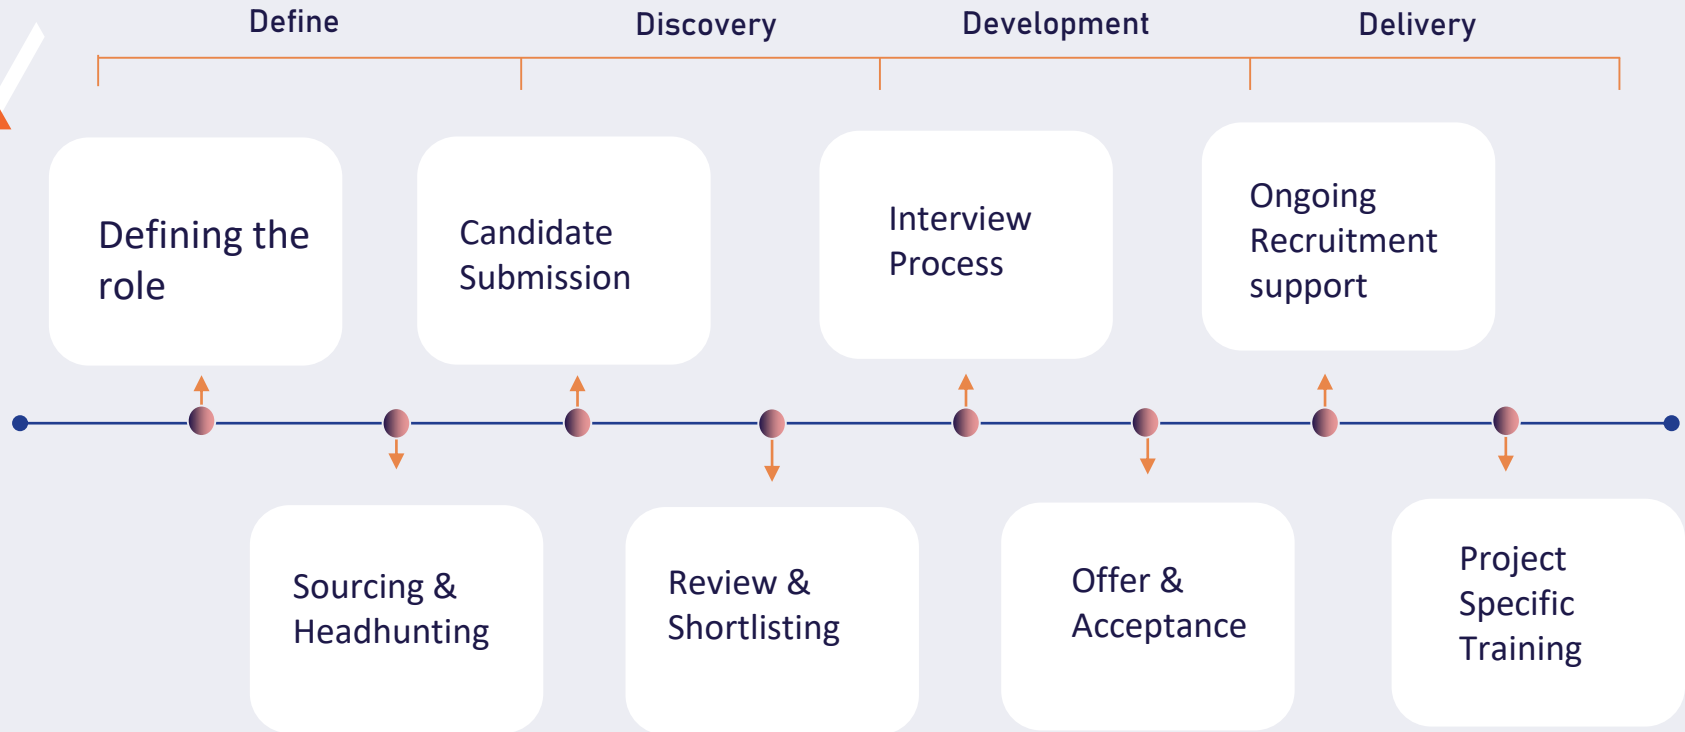 Define
Discovery
Development
Delivery
Defining the
role
Candidate
Submission
Interview
Process
Ongoing
Recruitment
support
Sourcing &
Headhunting
Review &
Shortlisting
Offer &
Acceptance
Project
Specific
Training